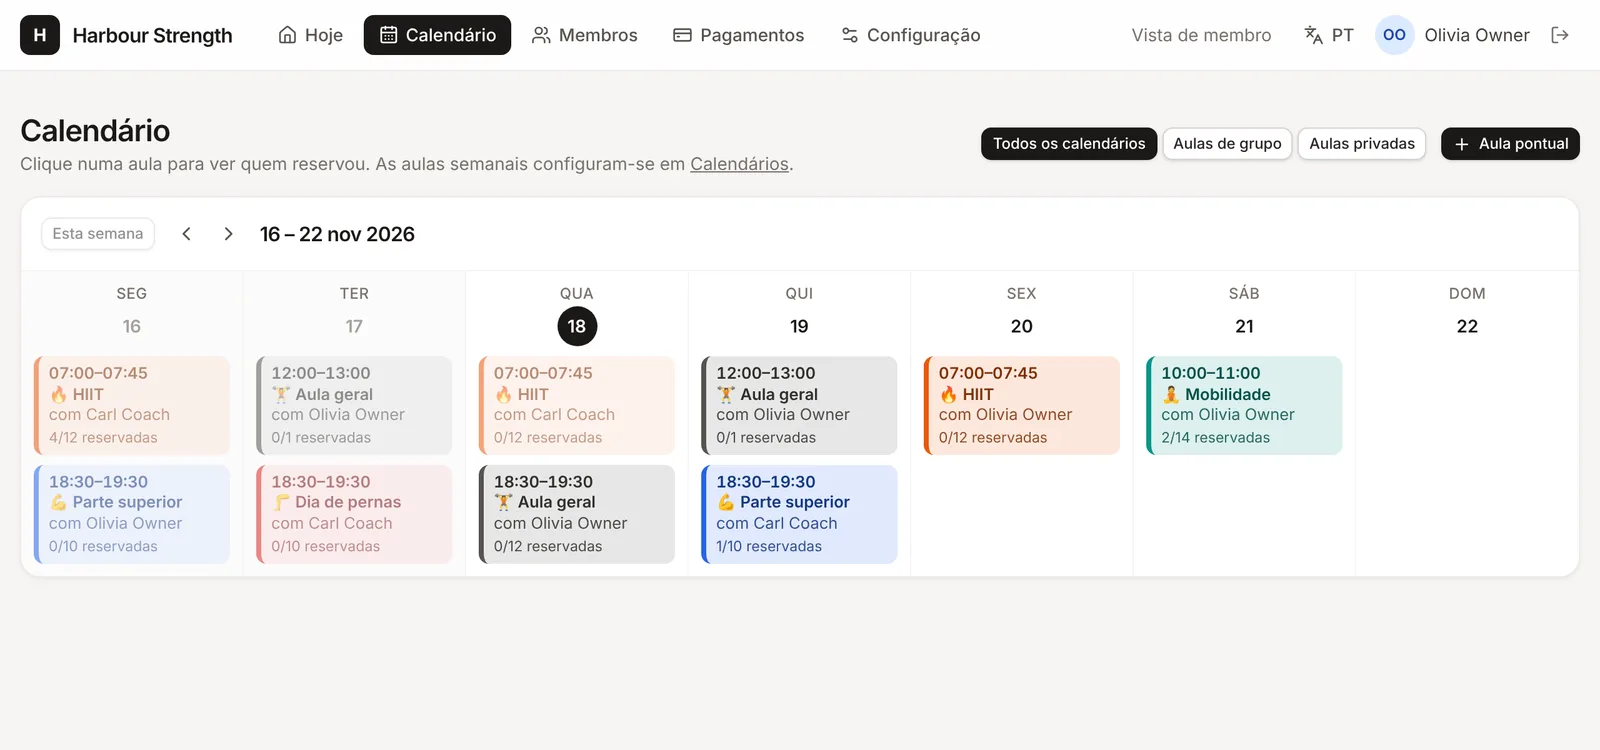 H Harbour Strength Hoje Calendário Membros Pagamentos Configuração Vista de membro PT OO Olivia Owner
Calendário
Clique numa aula para ver quem reservou. As aulas semanais configuram-se em Calendários.
Todos os calendários Aulas de grupo Aulas privadas + Aula pontual
Esta semana 16 – 22 nov 2026
SEG
16
07:00–07:45
🔥 HIIT
com Carl Coach
4/12 reservadas
18:30–19:30
💪 Parte superior
com Olivia Owner
0/10 reservadas
TER
17
12:00–13:00
🏋️ Aula geral
com Olivia Owner
0/1 reservadas
18:30–19:30
🦵 Dia de pernas
com Carl Coach
0/10 reservadas
QUA
18
07:00–07:45
🔥 HIIT
com Carl Coach
0/12 reservadas
18:30–19:30
🏋️ Aula geral
com Olivia Owner
0/12 reservadas
QUI
19
12:00–13:00
🏋️ Aula geral
com Olivia Owner
0/1 reservadas
18:30–19:30
💪 Parte superior
com Carl Coach
1/10 reservadas
SEX
20
07:00–07:45
🔥 HIIT
com Olivia Owner
0/12 reservadas
SÁB
21
10:00–11:00
🧘 Mobilidade
com Olivia Owner
2/14 reservadas
DOM
22